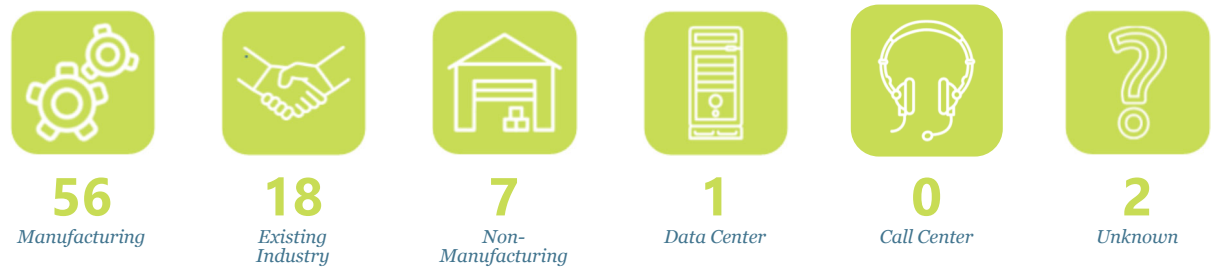 56
Manufacturing
18
Existing
Industry
7
Non-
Manufacturing
1
Data Center
0
Call Center
2
Unknown